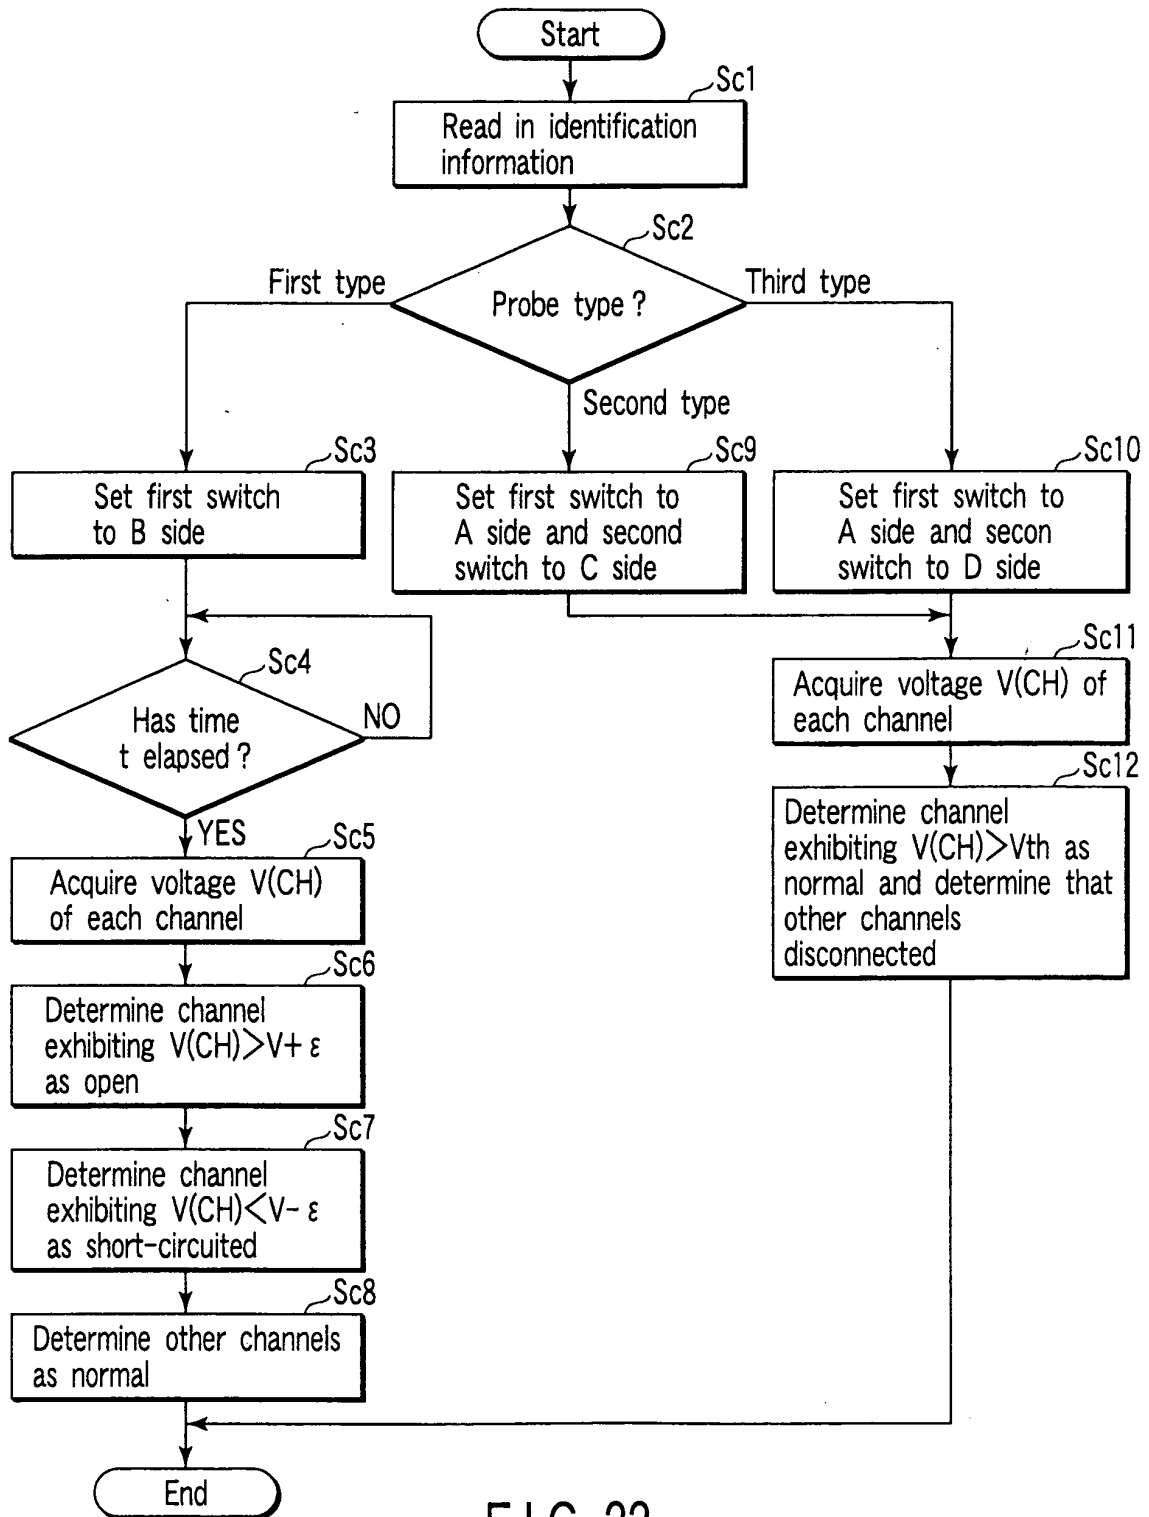 Start
Sc1
Read in identification
information
Sc2
First type
Probe type ?
Third type
Second type
Sc3
Set first switch
to B side
Sc9
Set first switch to
A side and second
switch to C side
Sc10
Set first switch to
A side and secon
switch to D side
Sc4
Has time
t elapsed ?
NO
YES
Sc11
Acquire voltage V(CH) of
each channel
Sc12
Determine channel
exhibiting V(CH)>Vth as
normal and determine that
other channels
disconnected
Sc5
Acquire voltage V(CH)
of each channel
Sc6
Determine channel
exhibiting V(CH)>V+ ε
as open
Sc7
Determine channel
exhibiting V(CH)<V- ε
as short-circuited
Sc8
Determine other channels
as normal
End